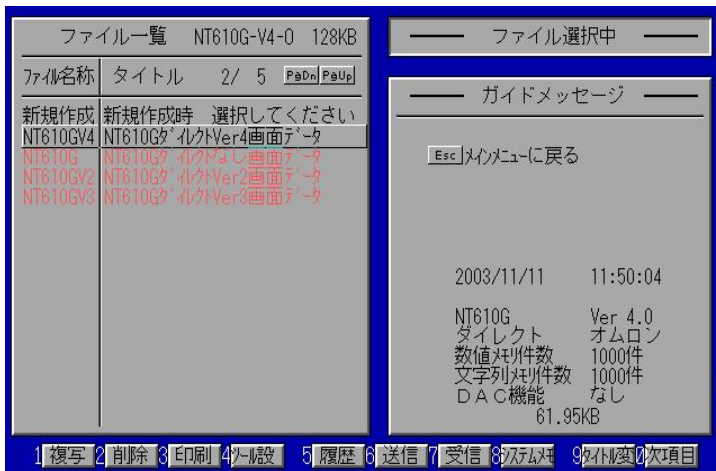 ファイル一覧 NT610G-V4-0 128KB
ファイル名称 タイトル 2/ 5 PgDn PgUp
新規作成 新規作成時 選択してください
NT610GV4 NT610GダイレクトVer4画面データ
NT610G NT610Gダイレクトなし画面データ
NT610GV2 NT610GダイレクトVer2画面データ
NT610GV3 NT610GダイレクトVer3画面データ
ファイル選択中
ガイドメッセージ
Esc メインメニューに戻る
2003/11/11 11:50:04
NT610G Ver 4.0
ダイレクト オムロン
数値メモリ件数 1000件
文字列メモリ件数 1000件
DAC機能 なし
61.95KB
1 複写 2 削除 3 印刷 4 ツール設 5 履歴 6 送信 7 受信 8 システムメモ 9 タイトル変 0 次項目